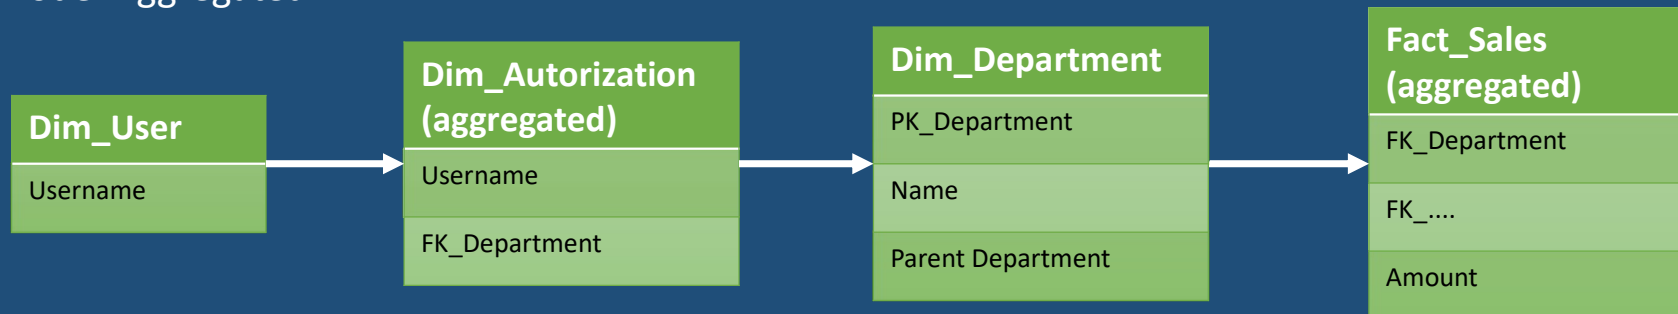 Dim_User
Username
Dim_Autorization
(aggregated)
Username
FK_Department
Dim_Department
PK_Department
Name
Parent Department
Fact_Sales
(aggregated)
FK_Department
FK_....
Amount